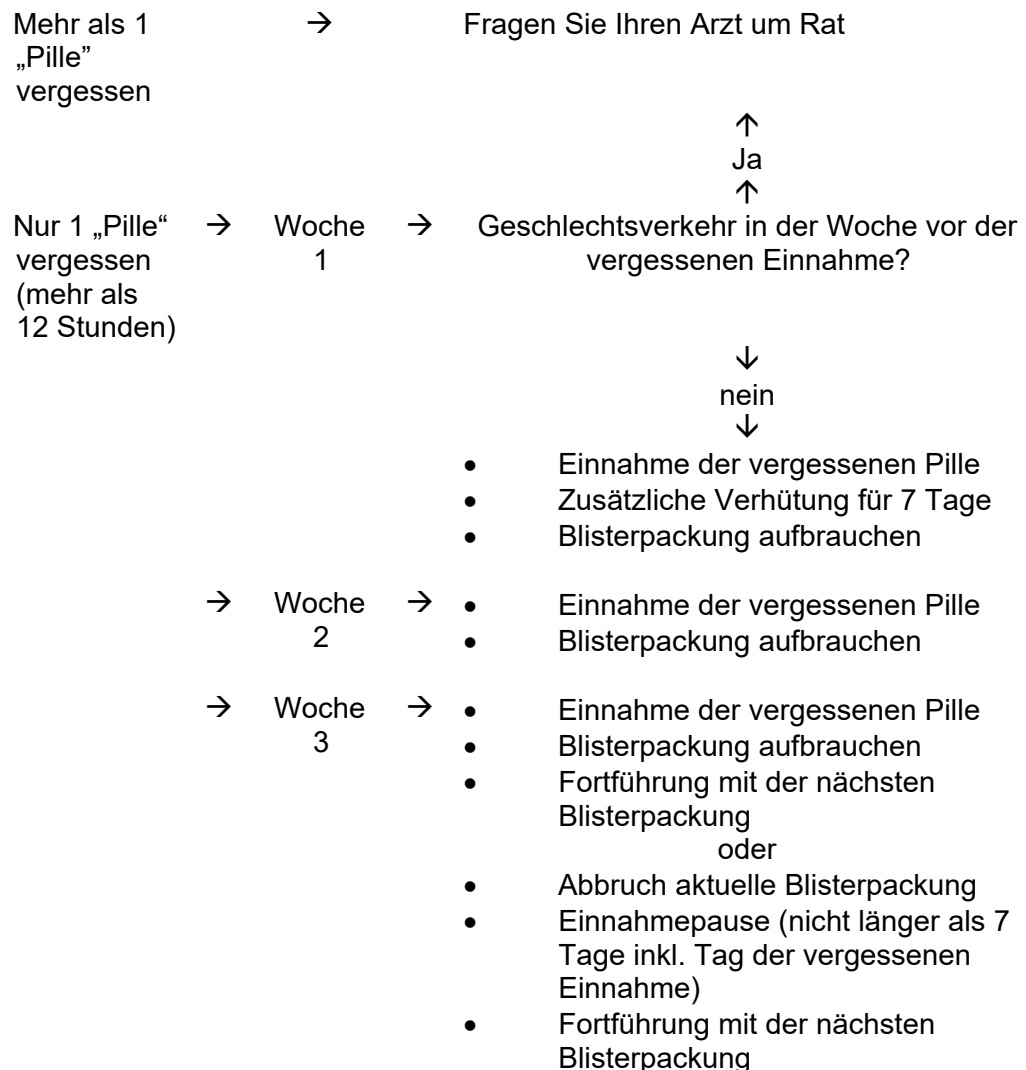 Mehr als 1 → Fragen Sie Ihren Arzt um Rat
„Pille”
vergessen
↑
Ja
↑
Nur 1 „Pille“ → Woche → Geschlechtsverkehr in der Woche vor der
vergessen 1 vergessenen Einnahme?
(mehr als
12 Stunden)
↓
nein
↓
• Einnahme der vergessenen Pille
• Zusätzliche Verhütung für 7 Tage
• Blisterpackung aufbrauchen
→ Woche → • Einnahme der vergessenen Pille
2 • Blisterpackung aufbrauchen
→ Woche → • Einnahme der vergessenen Pille
3 • Blisterpackung aufbrauchen
• Fortführung mit der nächsten
Blisterpackung
oder
• Abbruch aktuelle Blisterpackung
• Einnahmepause (nicht länger als 7
Tage inkl. Tag der vergessenen
Einnahme)
• Fortführung mit der nächsten
Blisterpackung